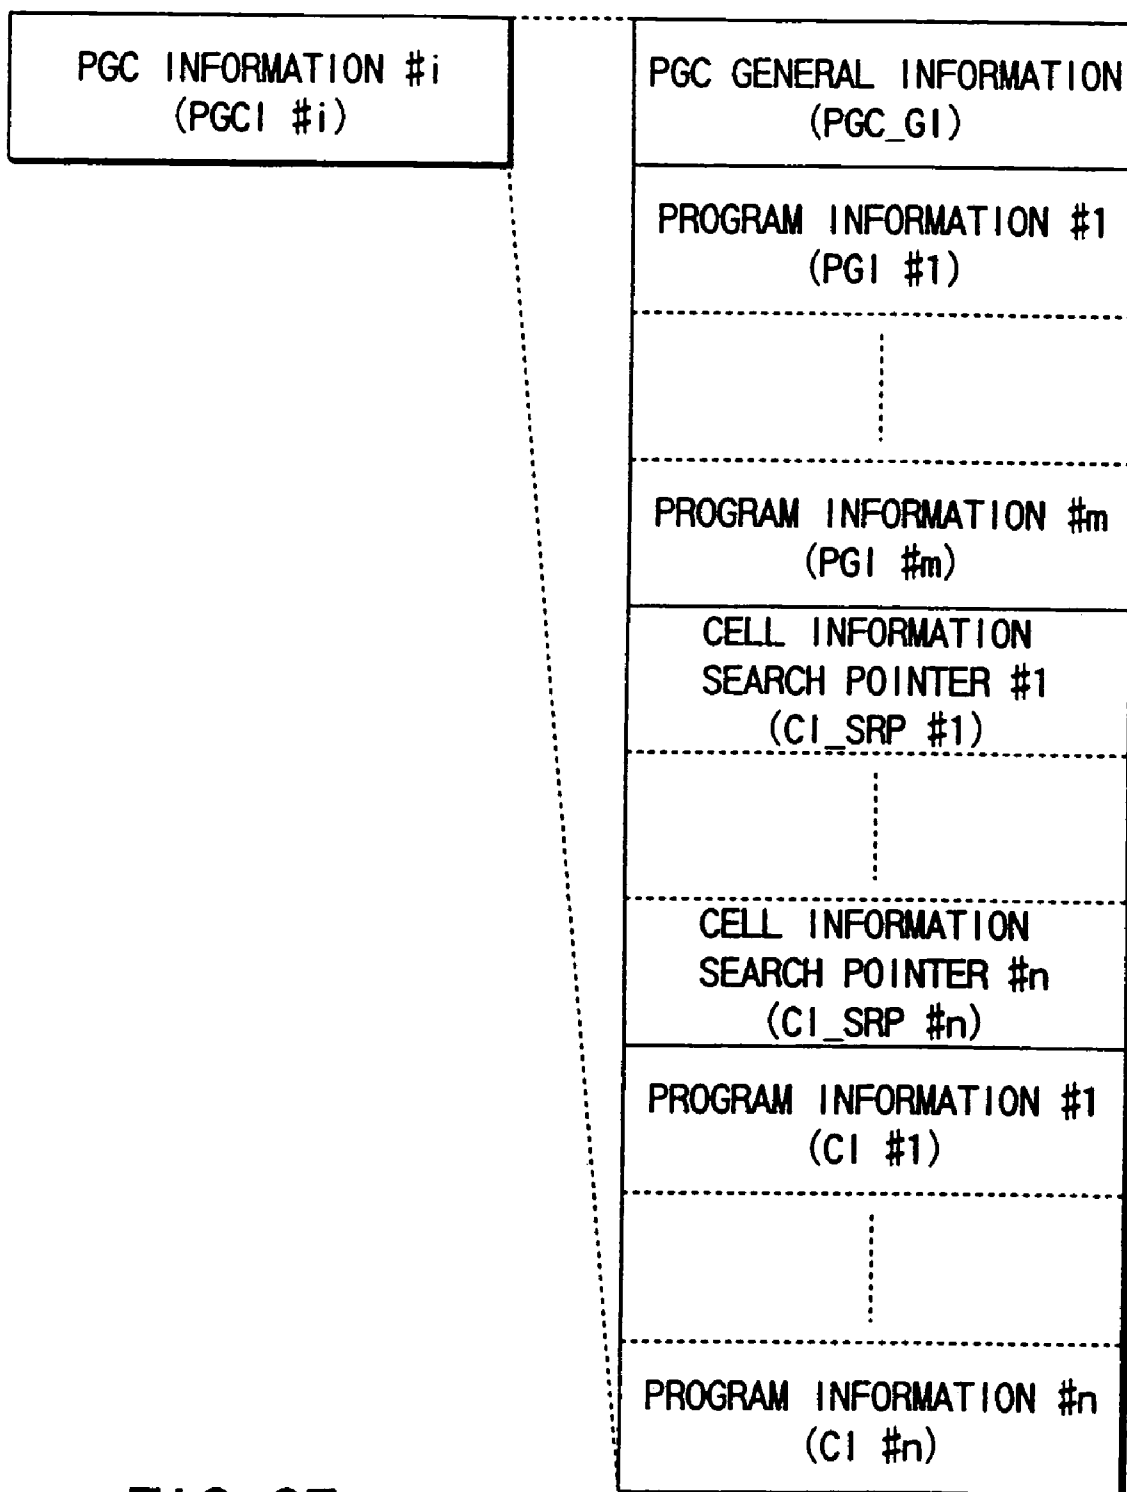 PGC INFORMATION #i
(PGCI #i)
PGC GENERAL INFORMATION
(PGC_GI)
PROGRAM INFORMATION #1
(PGI #1)
PROGRAM INFORMATION #m
(PGI #m)
CELL INFORMATION
SEARCH POINTER #1
(CI_SRP #1)
CELL INFORMATION
SEARCH POINTER #n
(CI_SRP #n)
PROGRAM INFORMATION #1
(CI #1)
PROGRAM INFORMATION #n
(CI #n)